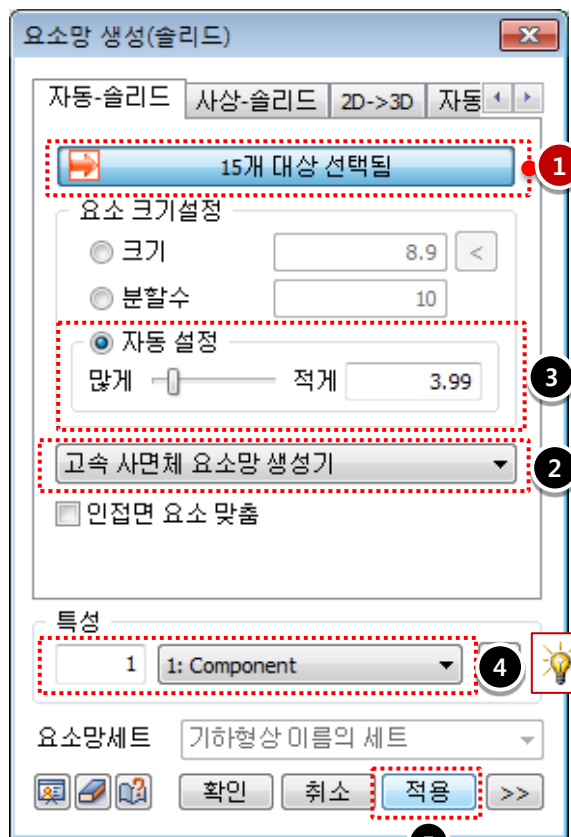 요소망 생성(솔리드)
자동-솔리드 사상-솔리드 2D->3D 자동
15개 대상 선택됨 1
요소 크기설정
크기 8.9 <
분할수 10
자동 설정
많게 적게 3.99 3
고속 사면체 요소망 생성기 2
인접면 요소 맞춤
특성
1 1: Component 4
요소망세트 기하형상 이름의 세트
확인 취소 적용 >>